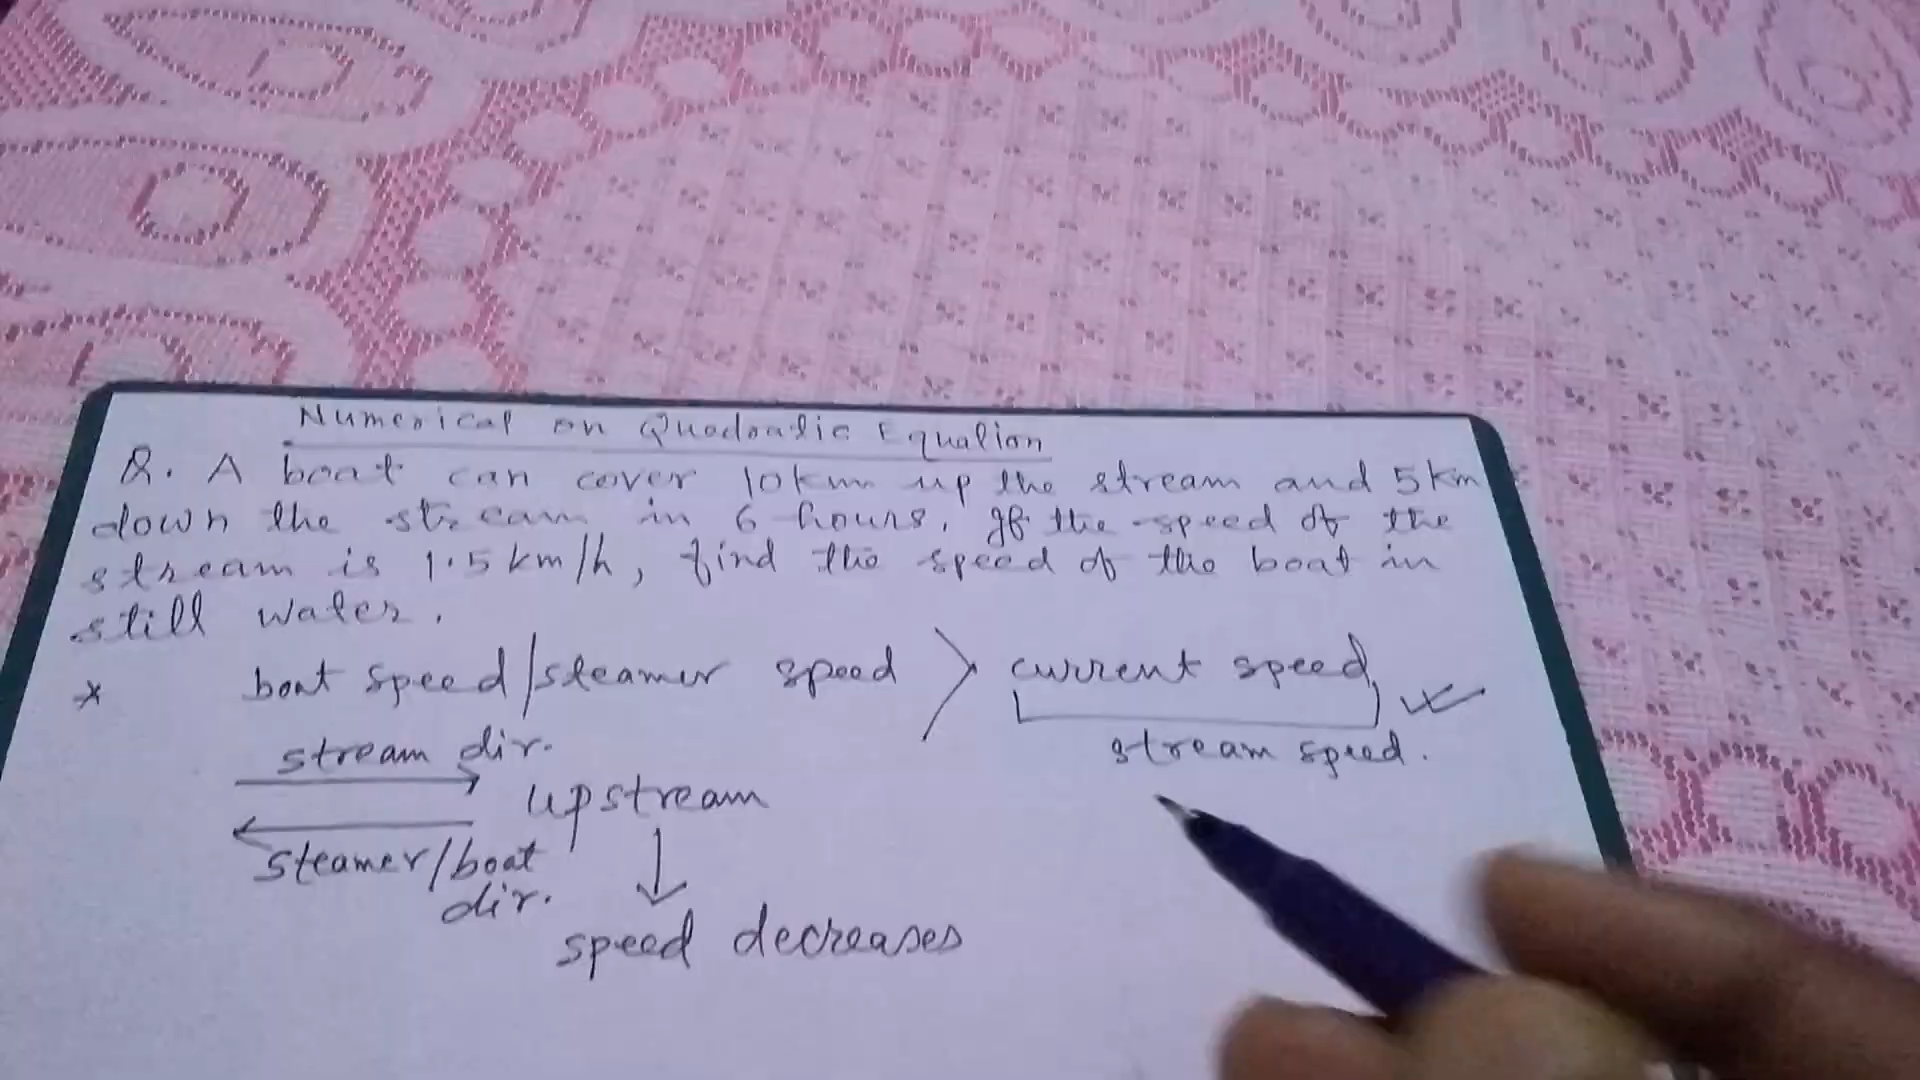 Numerical on Quadratic Equation
Q. A boat can cover 10km up the stream and 5km
down the stream in 6 hours. If the speed of the
stream is 1.5 km/h, find the speed of the boat in
still water.
* boat speed/steamer speed > current speed
stream speed.
stream dir.
upstream
steamer/boat
dir.
speed decreases